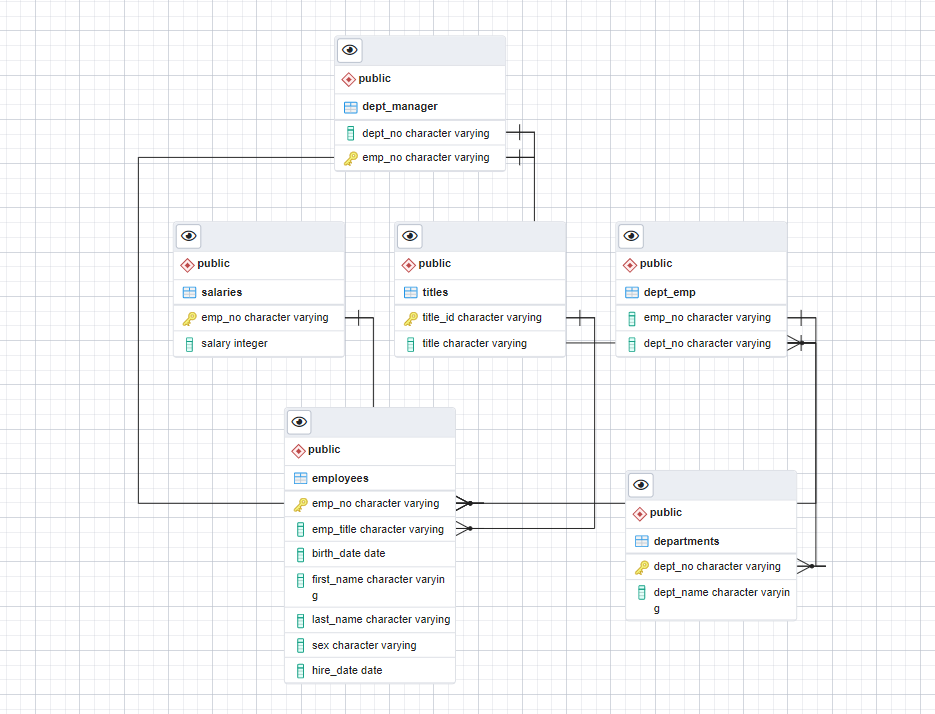 public
dept_manager
dept_no character varying
emp_no character varying
public
salaries
emp_no character varying
salary integer
public
titles
title_id character varying
title character varying
public
dept_emp
emp_no character varying
dept_no character varying
public
employees
emp_no character varying
emp_title character varying
birth_date date
first_name character varyin
g
last_name character varying
sex character varying
hire_date date
public
departments
dept_no character varying
dept_name character varyin
g